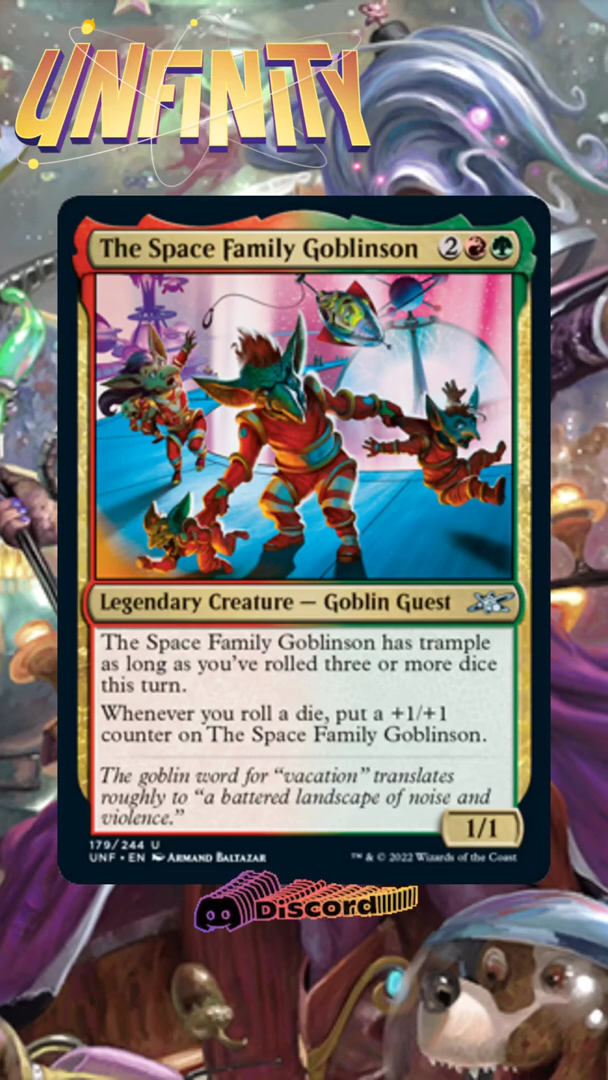 UNFINITY
The Space Family Goblinson 2
Legendary Creature — Goblin Guest
The Space Family Goblinson has trample
as long as you've rolled three or more dice
this turn.
Whenever you roll a die, put a +1/+1
counter on The Space Family Goblinson.
The goblin word for “vacation” translates
roughly to “a battered landscape of noise and
violence.”
1/1
179/244 U
UNF • EN Armand Baltazar ™ & © 2022 Wizards of the Coast
Discord